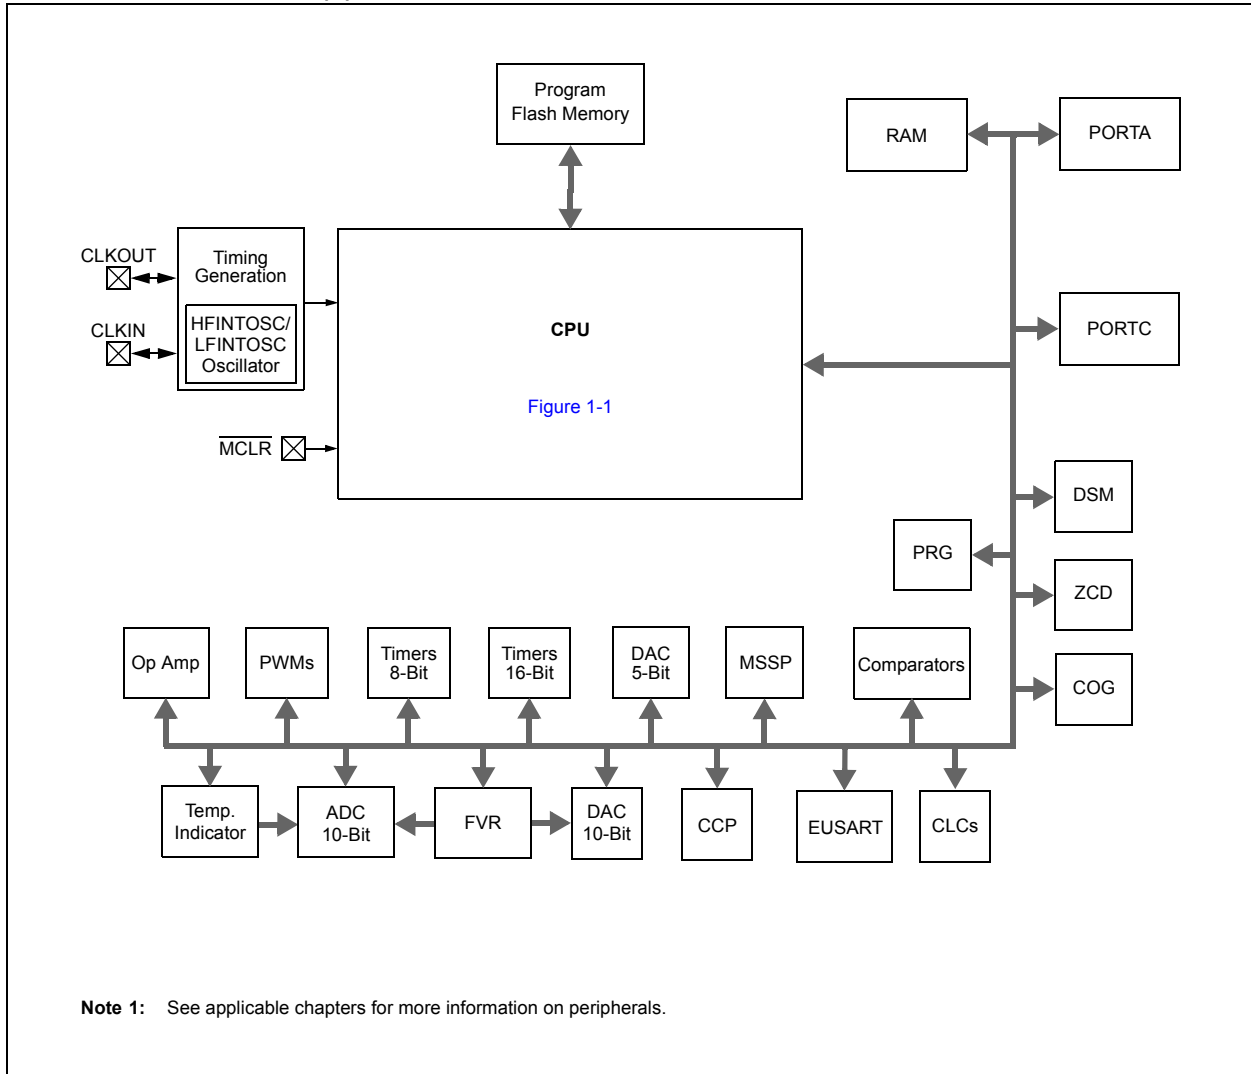 Program
Flash Memory
RAM
PORTA
CLKOUT
Timing
Generation
CLKIN
HFINTOSC/
LFINTOSC
Oscillator
CPU
PORTC
Figure 1-1
MCLR
DSM
PRG
ZCD
Op Amp
PWMs
Timers
8-Bit
Timers
16-Bit
DAC
5-Bit
MSSP
Comparators
COG
Temp.
Indicator
ADC
10-Bit
FVR
DAC
10-Bit
CCP
EUSART
CLCs
Note 1: See applicable chapters for more information on peripherals.